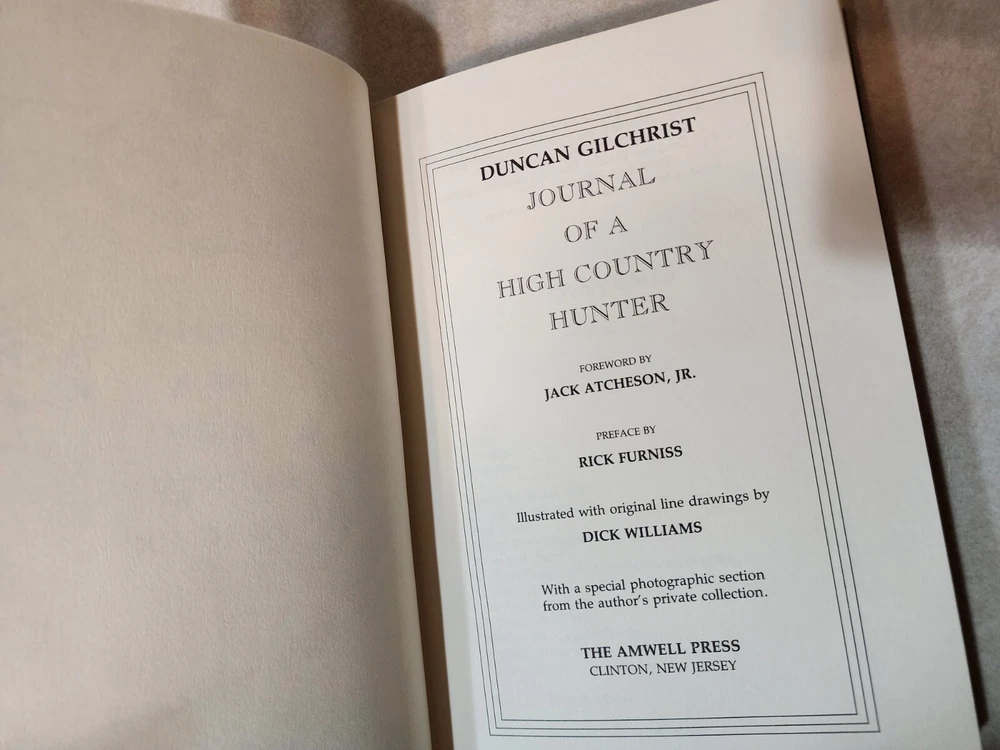 DUNCAN GILCHRIST
JOURNAL
OF A
HIGH COUNTRY
HUNTER
FOREWORD BY
JACK ATCHESON, JR.
PREFACE BY
RICK FURNISS
Illustrated with original line drawings by
DICK WILLIAMS
With a special photographic section
from the author's private collection.
THE AMWELL PRESS
CLINTON, NEW JERSEY